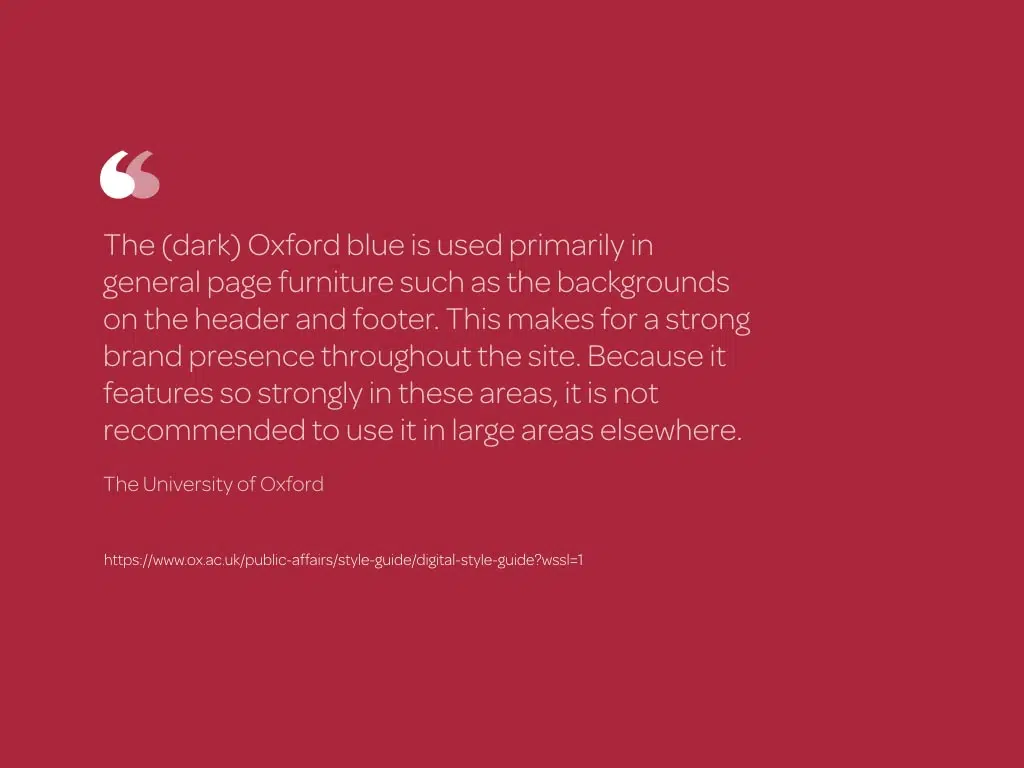 The (dark) Oxford blue is used primarily in
general page furniture such as the backgrounds
on the header and footer. This makes for a strong
brand presence throughout the site. Because it
features so strongly in these areas, it is not
recommended to use it in large areas elsewhere.
The University of Oxford
https://www.ox.ac.uk/public-affairs/style-guide/digital-style-guide?wssl=1